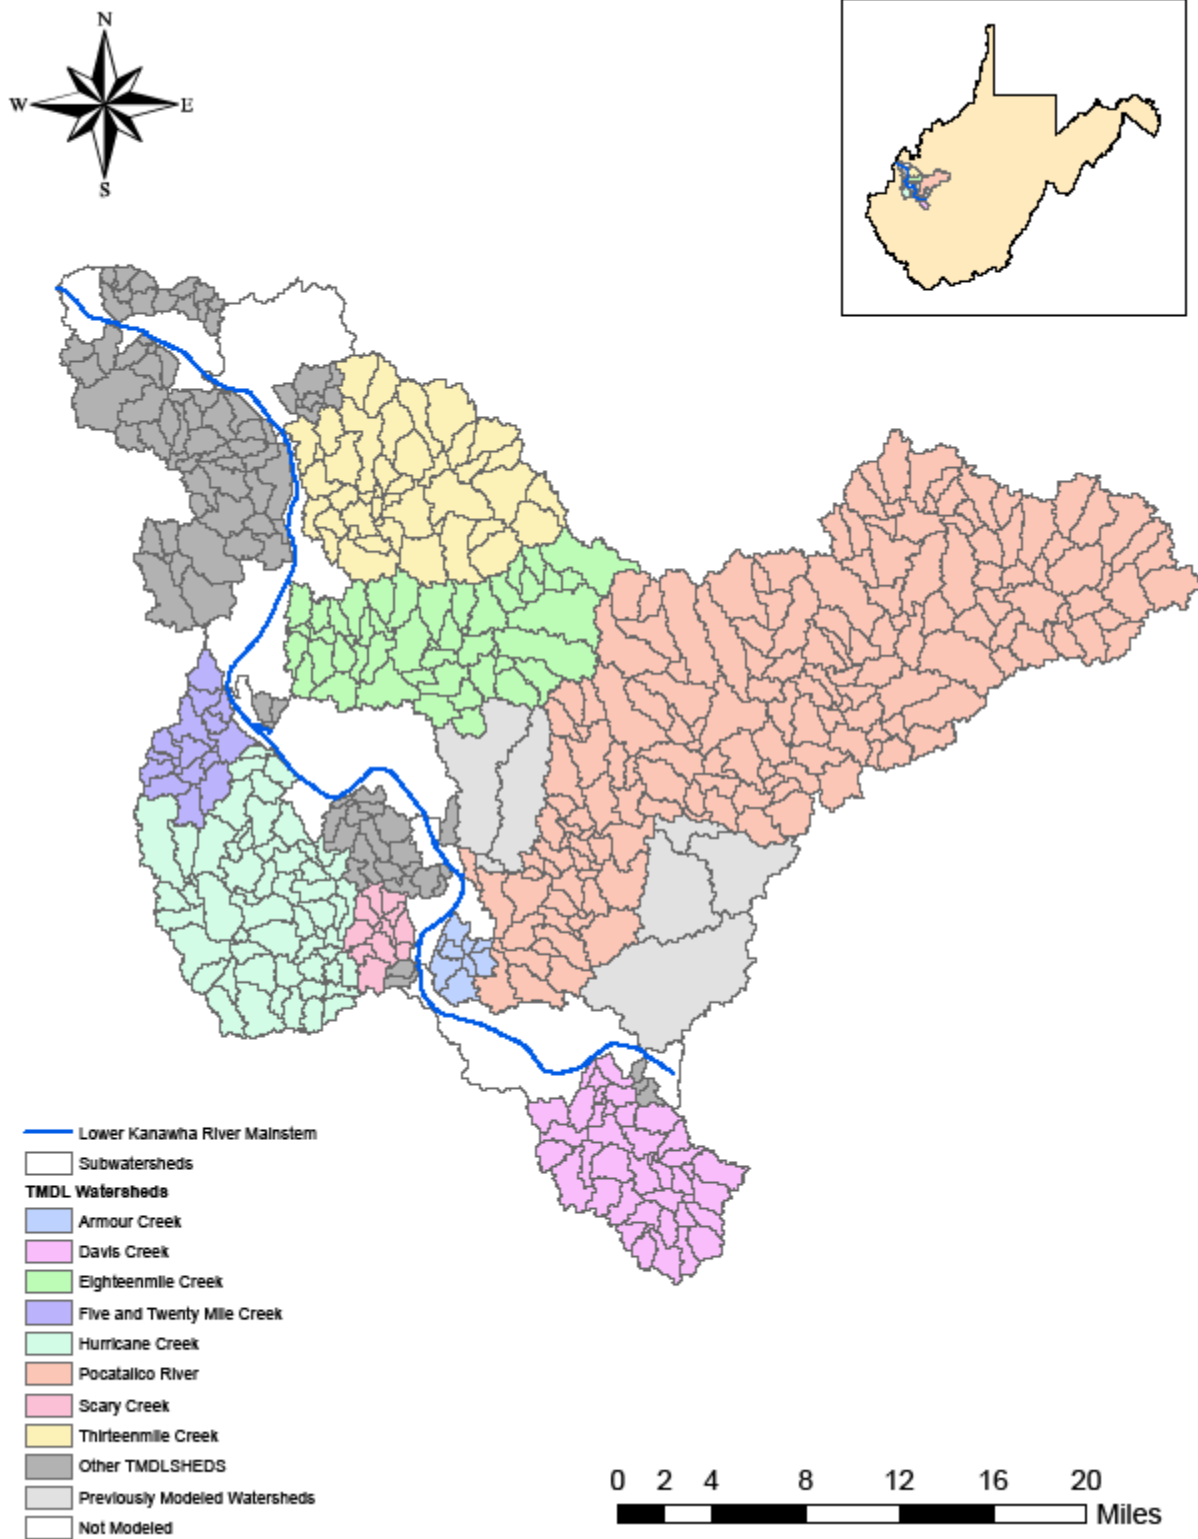 N
W E
S
Lower Kanawha River Mainstem
Subwatersheds
TMDL Watersheds
Armour Creek
Davis Creek
Eighteenmile Creek
Five and Twenty Mile Creek
Hurricane Creek
Pocatalico River
Scary Creek
Thirteenmile Creek
Other TMDLSHEDS
Previously Modeled Watersheds
Not Modeled
0 2 4 8 12 16 20
Miles